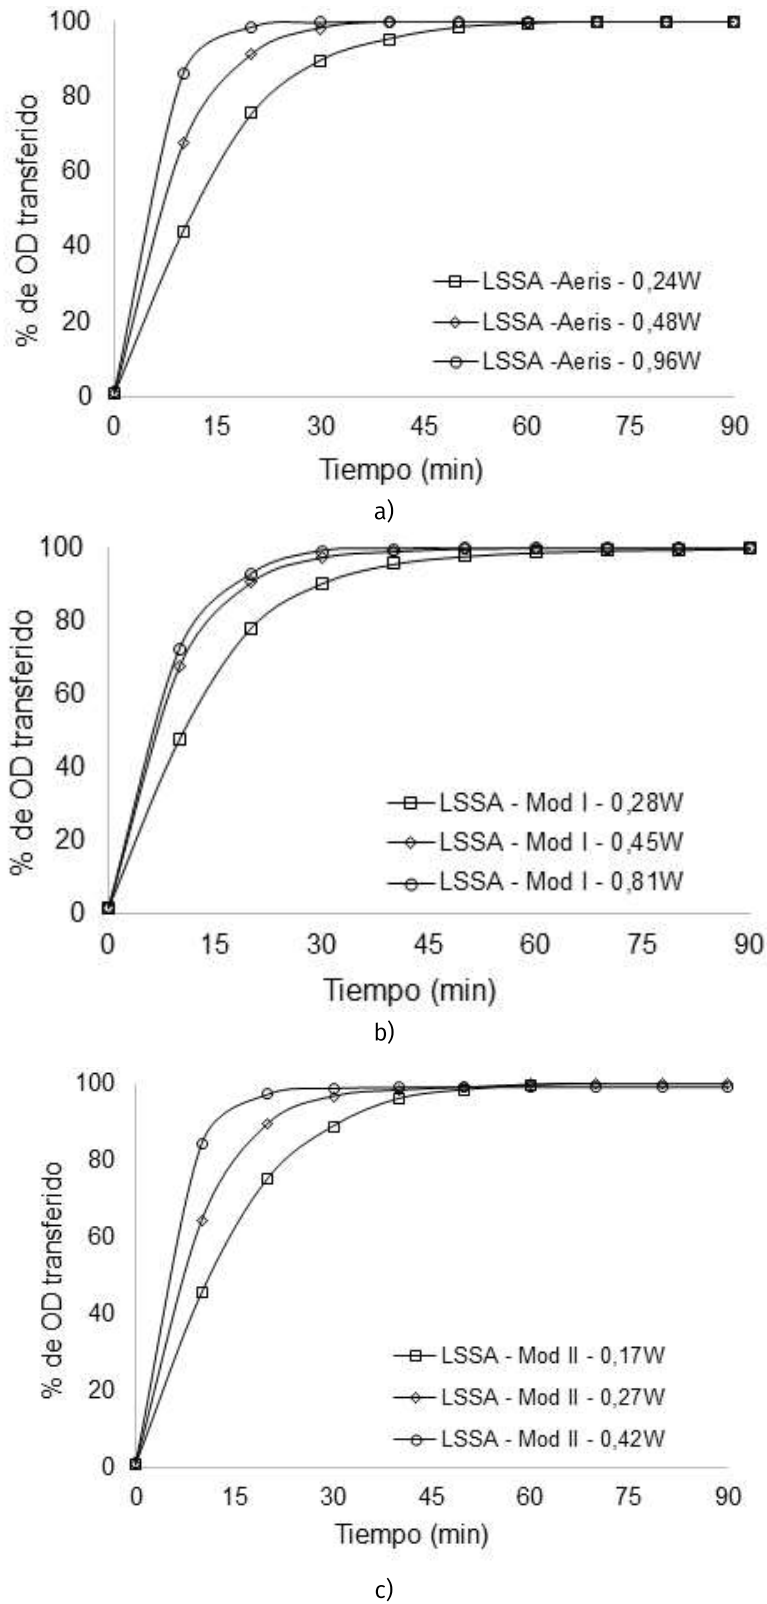 100
80
60
40
20
0
% de OD transferido
LSSA -Aeris - 0,24W
LSSA -Aeris - 0,48W
LSSA -Aeris - 0,96W
0 15 30 45 60 75 90
Tiempo (min)
a)
100
80
60
40
20
0
% de OD transferido
LSSA - Mod I - 0,28W
LSSA - Mod I - 0,45W
LSSA - Mod I - 0,81W
0 15 30 45 60 75 90
Tiempo (min)
b)
100
80
60
40
20
0
% de OD transferido
LSSA - Mod II - 0,17W
LSSA - Mod II - 0,27W
LSSA - Mod II - 0,42W
0 15 30 45 60 75 90
Tiempo (min)
c)